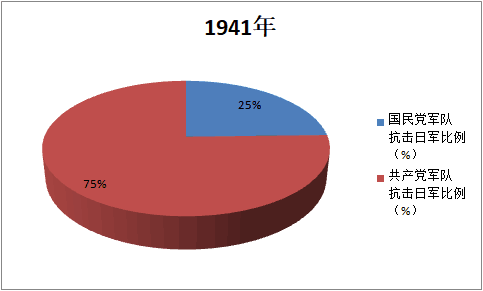 1941年
25%
75%
国民党军队
抗击日军比例
（%）
共产党军队
抗击日军比例
（%）